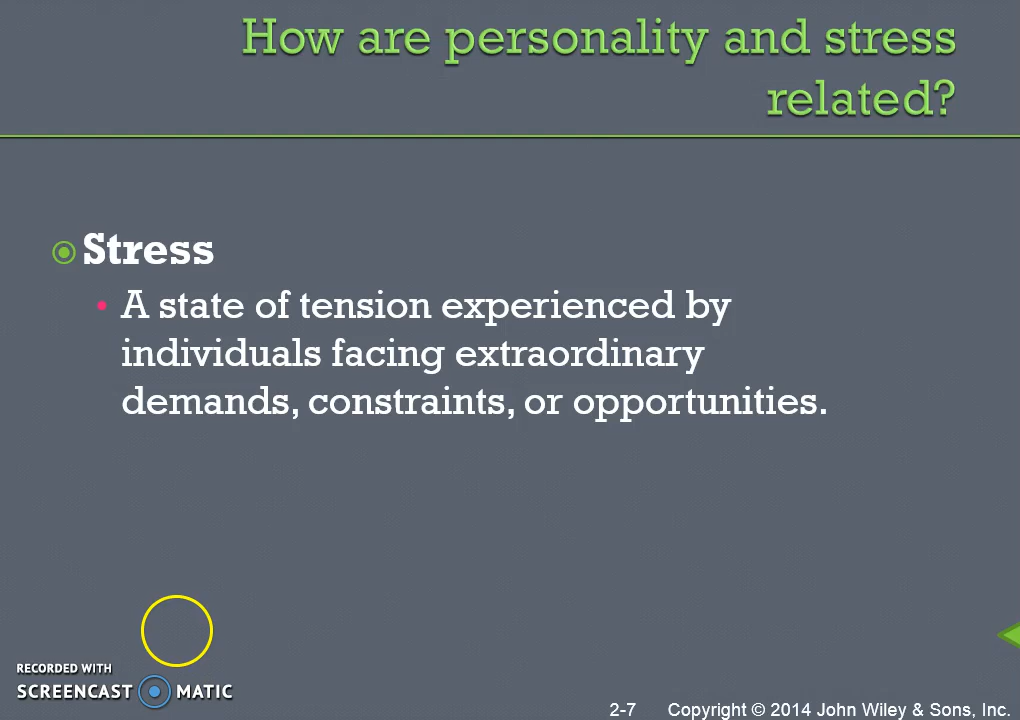 How are personality and stress
related?
Stress
A state of tension experienced by
individuals facing extraordinary
demands, constraints, or opportunities.
RECORDED WITH
SCREENCAST MATIC
2-7 Copyright © 2014 John Wiley & Sons, Inc.